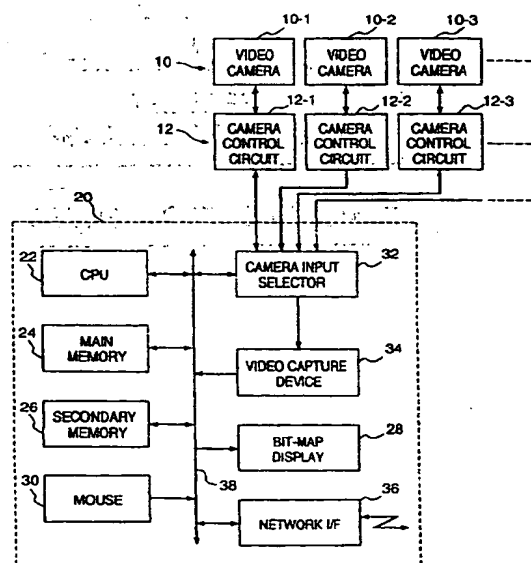 10-1 10-2 10-3
10
VIDEO CAMERA
VIDEO CAMERA
VIDEO CAMERA
12-1 12-2 12-3
12
CAMERA CONTROL CIRCUIT
CAMERA CONTROL CIRCUIT
CAMERA CONTROL CIRCUIT
20
22
CPU
CAMERA INPUT SELECTOR
32
24
MAIN MEMORY
VIDEO CAPTURE DEVICE
34
26
SECONDARY MEMORY
BIT-MAP DISPLAY
28
30
MOUSE
38
NETWORK I/F
36